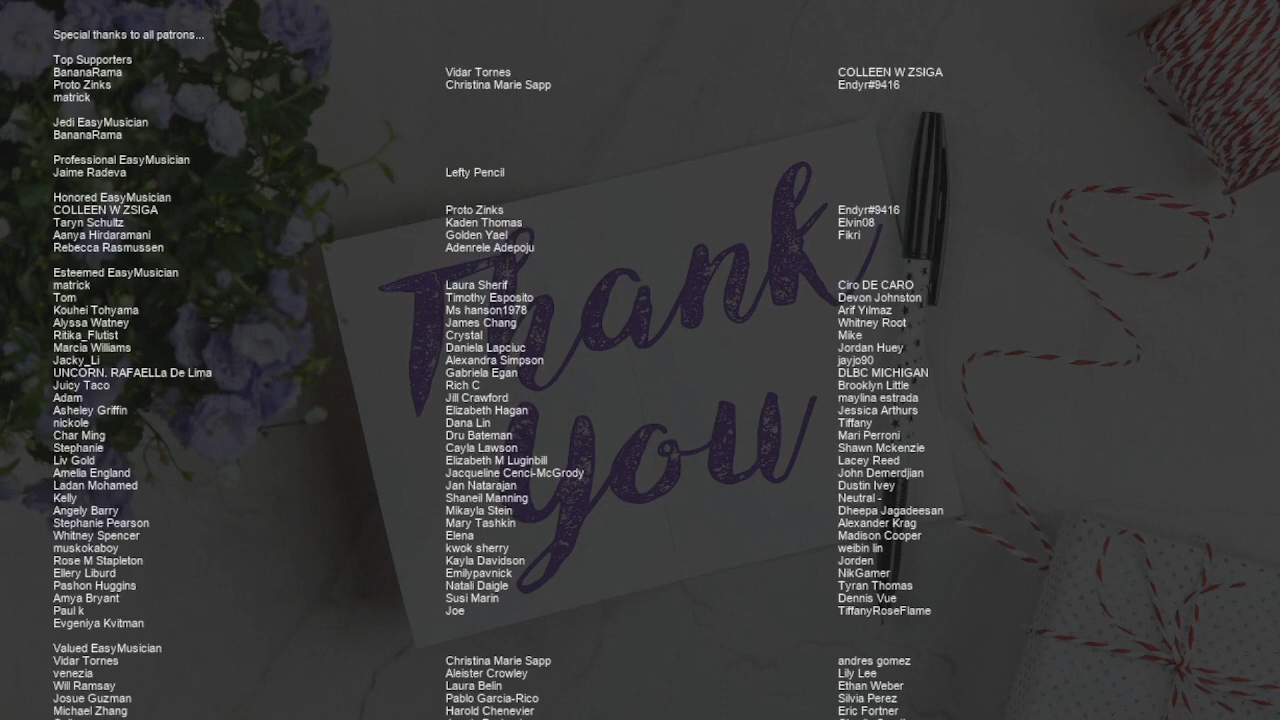 Special thanks to all patrons...
Top Supporters
BananaRama Vidar Tornes COLLEEN W ZSIGA
Proto Zinks Christina Marie Sapp Endyr#9416
matrick
Jedi EasyMusician
BananaRama
Professional EasyMusician
Jaime Radeva Lefty Pencil
Honored EasyMusician
COLLEEN W ZSIGA Proto Zinks Endyr#9416
Taryn Schultz Kaden Thomas Elvin08
Aanya Hirdaramani Golden Yael Fikri
Rebecca Rasmussen Adenrele Adepoju
Esteemed EasyMusician
matrick Laura Sherif Ciro DE CARO
Tom Timothy Esposito Devon Johnston
Kouhei Tohyama Ms hanson1978 Arif Yılmaz
Alyssa Watney James Chang Whitney Root
Ritika_Flutist Crystal Mike
Marcia Williams Daniela Lapciuc Jordan Huey
Jacky_Li Alexandra Simpson jayjo90
UNCORN. RAFAELLa De Lima Gabriela Egan DLBC MICHIGAN
Juicy Taco Rich C Brooklyn Little
Adam Jill Crawford maylina estrada
Asheley Griffin Elizabeth Hagan Jessica Arthurs
nickole Dana Lin Tiffany
Char Ming Dru Bateman Mari Perroni
Stephanie Cayla Lawson Shawn Mckenzie
Liv Gold Elizabeth M Luginbill Lacey Reed
Amelia England Jacqueline Cenci-McGrody John Demerdjian
Ladan Mohamed Jan Natarajan Dustin Ivey
Kelly Shaneil Manning Neutral -
Angely Barry Mikayla Stein Dheepa Jagadeesan
Stephanie Pearson Mary Tashkin Alexander Krag
Whitney Spencer Elena Madison Cooper
muskokaboy kwok sherry weibin lin
Rose M Stapleton Kayla Davidson Jorden
Ellery Liburd Emilypavnick NikGamer
Pashon Huggins Natali Daigle Tyran Thomas
Amya Bryant Susi Marin Dennis Vue
Paul k Joe TiffanyRoseFlame
Evgeniya Kvitman
Valued EasyMusician
Vidar Tornes Christina Marie Sapp andres gomez
venezia Aleister Crowley Lily Lee
Will Ramsay Laura Belin Ethan Weber
Josue Guzman Pablo Garcia-Rico Silvia Perez
Michael Zhang Harold Chenevier Eric Fortner
Thank
you